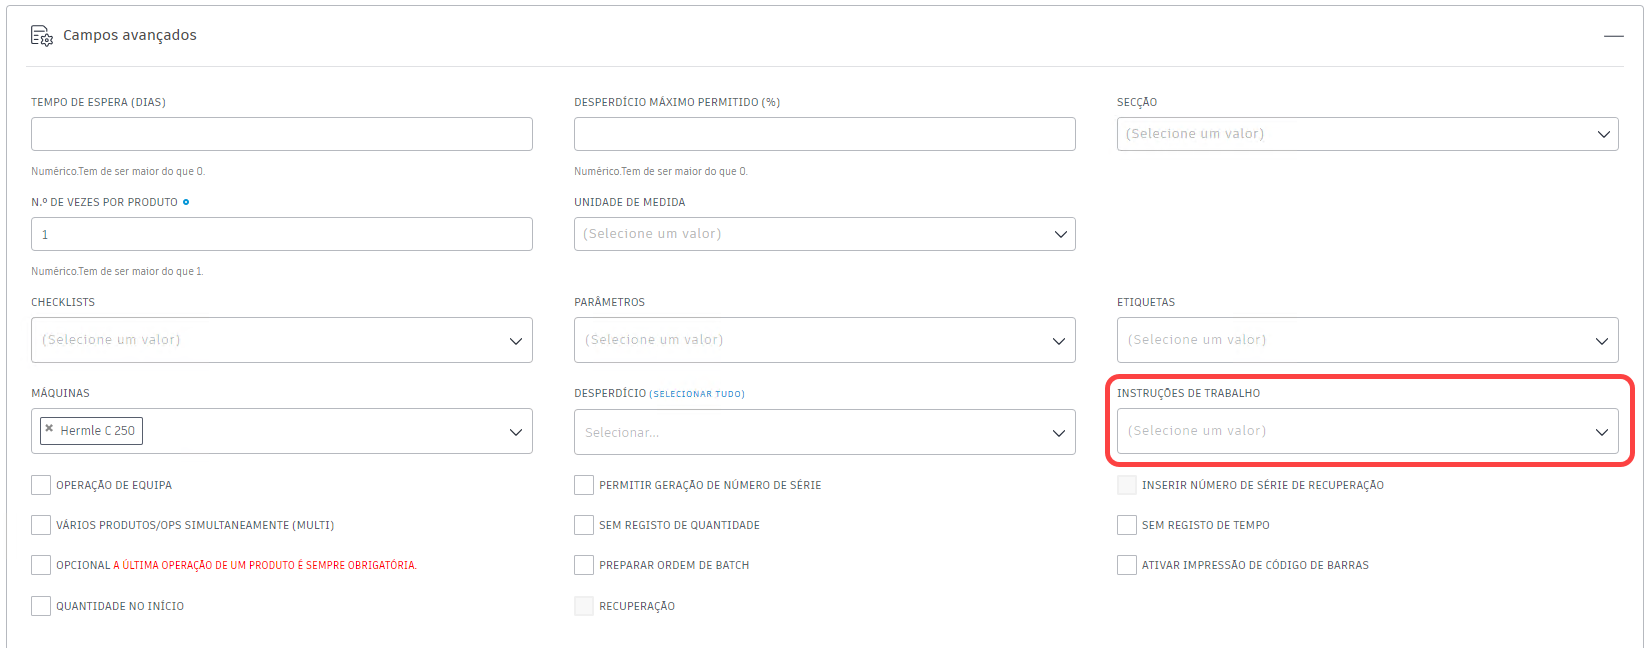 Campos avançados
TEMPO DE ESPERA (DIAS)
DESPERDÍCIO MÁXIMO PERMITIDO (%)
SECÇÃO
(Selecione um valor)
Numérico.Tem de ser maior do que 0.
Numérico.Tem de ser maior do que 0.
N.º DE VEZES POR PRODUTO
UNIDADE DE MEDIDA
1
(Selecione um valor)
Numérico.Tem de ser maior do que 1.
CHECKLISTS
PARÂMETROS
ETIQUETAS
(Selecione um valor)
(Selecione um valor)
(Selecione um valor)
MÁQUINAS
DESPERDÍCIO (SELECIONAR TUDO)
INSTRUÇÕES DE TRABALHO
× Hermle C 250
Selecionar...
(Selecione um valor)
OPERAÇÃO DE EQUIPA
PERMITIR GERAÇÃO DE NÚMERO DE SÉRIE
INSERIR NÚMERO DE SÉRIE DE RECUPERAÇÃO
VÁRIOS PRODUTOS/OPS SIMULTANEAMENTE (MULTI)
SEM REGISTO DE QUANTIDADE
SEM REGISTO DE TEMPO
OPCIONAL A ÚLTIMA OPERAÇÃO DE UM PRODUTO É SEMPRE OBRIGATÓRIA.
PREPARAR ORDEM DE BATCH
ATIVAR IMPRESSÃO DE CÓDIGO DE BARRAS
QUANTIDADE NO INÍCIO
RECUPERAÇÃO